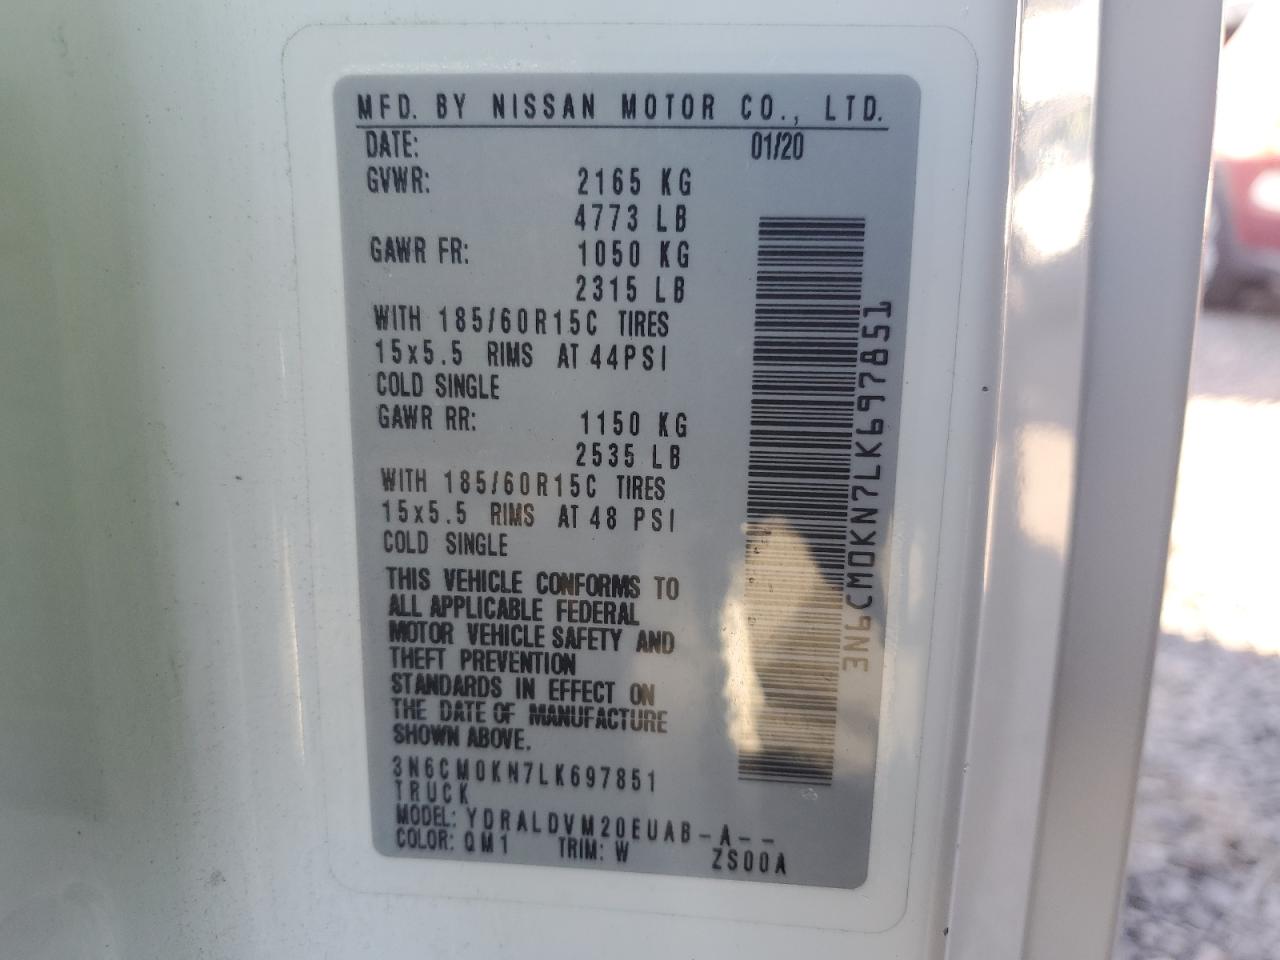 MFD. BY NISSAN MOTOR CO., LTD.
DATE: 01/20
GVWR: 2165 KG
4773 LB
GAWR FR: 1050 KG
2315 LB
WITH 185/60R15C TIRES
15x5.5 RIMS AT 44PSI
COLD SINGLE
GAWR RR: 1150 KG
2535 LB
WITH 185/60R15C TIRES
15x5.5 RIMS AT 48 PSI
COLD SINGLE
THIS VEHICLE CONFORMS TO
ALL APPLICABLE FEDERAL
MOTOR VEHICLE SAFETY AND
THEFT PREVENTION
STANDARDS IN EFFECT ON
THE DATE OF MANUFACTURE
SHOWN ABOVE.
3N6CM0KN7LK697851
TRUCK
MODEL: YDRALDVM20EUAB-A--
COLOR: QM1 TRIM: W ZS00A
3N6CM0KN7LK697851